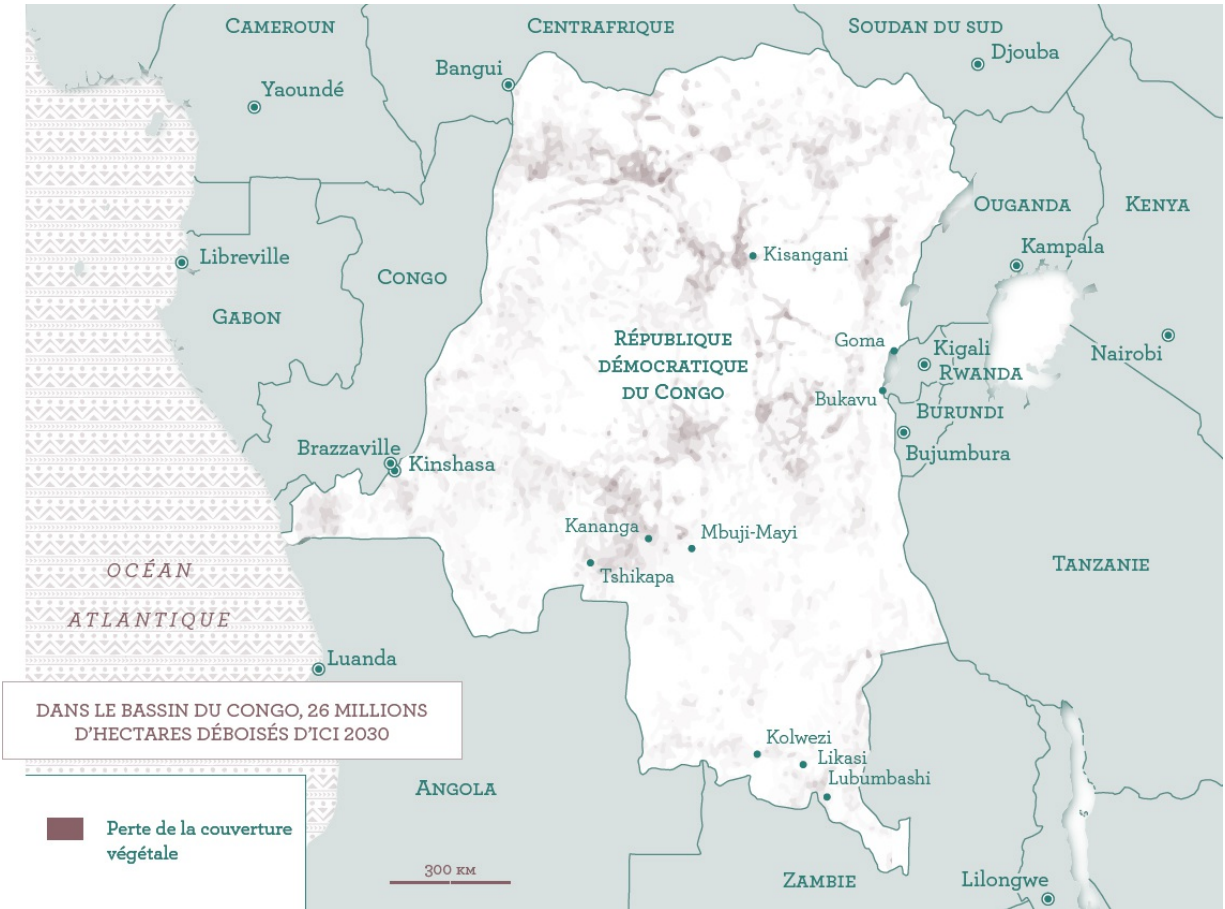 CAMEROUN
CENTRAFRIQUE
SOUDAN DU SUD
Djouba
Bangui
Yaoundé
OUGANDA
KENYA
Kampala
Libreville
Kisangani
CONGO
GABON
RÉPUBLIQUE
DÉMOCRATIQUE
DU CONGO
Goma
Kigali
RWANDA
Nairobi
Bukavu
BURUNDI
Bujumbura
Brazzaville
Kinshasa
Kananga
Mbuji-Mayi
Tshikapa
TANZANIE
OCÉAN
ATLANTIQUE
Luanda
DANS LE BASSIN DU CONGO, 26 MILLIONS
D'HECTARES DÉBOISÉS D'ICI 2030
Kolwezi
Likasi
Lubumbashi
ANGOLA
Perte de la couverture
végétale
300 KM
ZAMBIE
Lilongwe